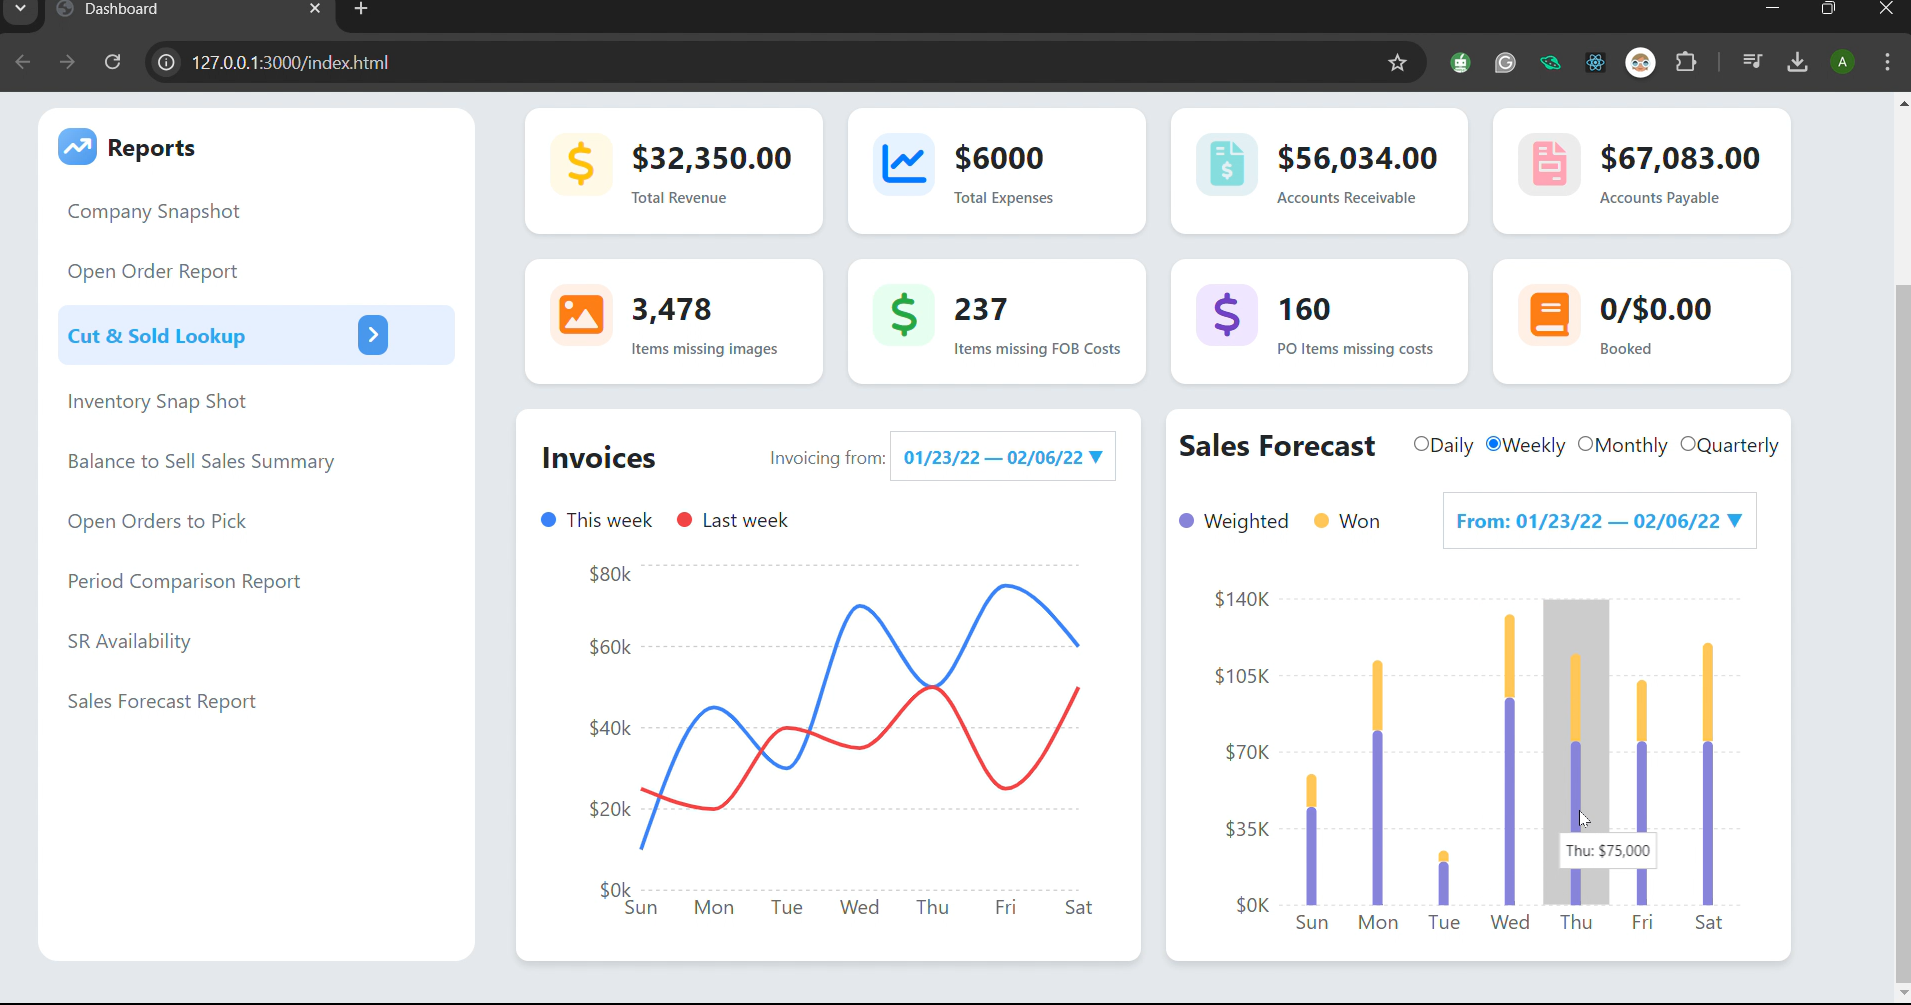 Dashboard
127.0.0.1:3000/index.html
A
Reports
Company Snapshot
Open Order Report
Cut & Sold Lookup
Inventory Snap Shot
Balance to Sell Sales Summary
Open Orders to Pick
Period Comparison Report
SR Availability
Sales Forecast Report
$32,350.00
Total Revenue
$6000
Total Expenses
$56,034.00
Accounts Receivable
$67,083.00
Accounts Payable
3,478
Items missing images
237
Items missing FOB Costs
160
PO Items missing costs
0/$0.00
Booked
Invoices
Invoicing from: 01/23/22 — 02/06/22 ▼
This week Last week
$80k
$60k
$40k
$20k
$0k
Sun Mon Tue Wed Thu Fri Sat
Sales Forecast
Daily Weekly Monthly Quarterly
Weighted Won
From: 01/23/22 — 02/06/22 ▼
$140K
$105K
$70K
$35K
$0K
Thu: $75,000
Sun Mon Tue Wed Thu Fri Sat